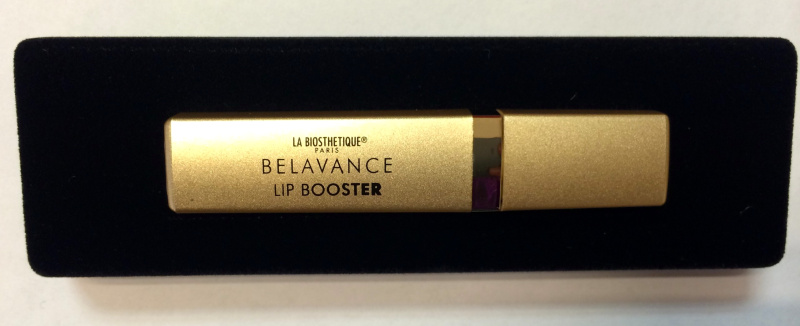 LA BIOSTHETIQUE®
PARIS
BELAVANCE
LIP BOOSTER